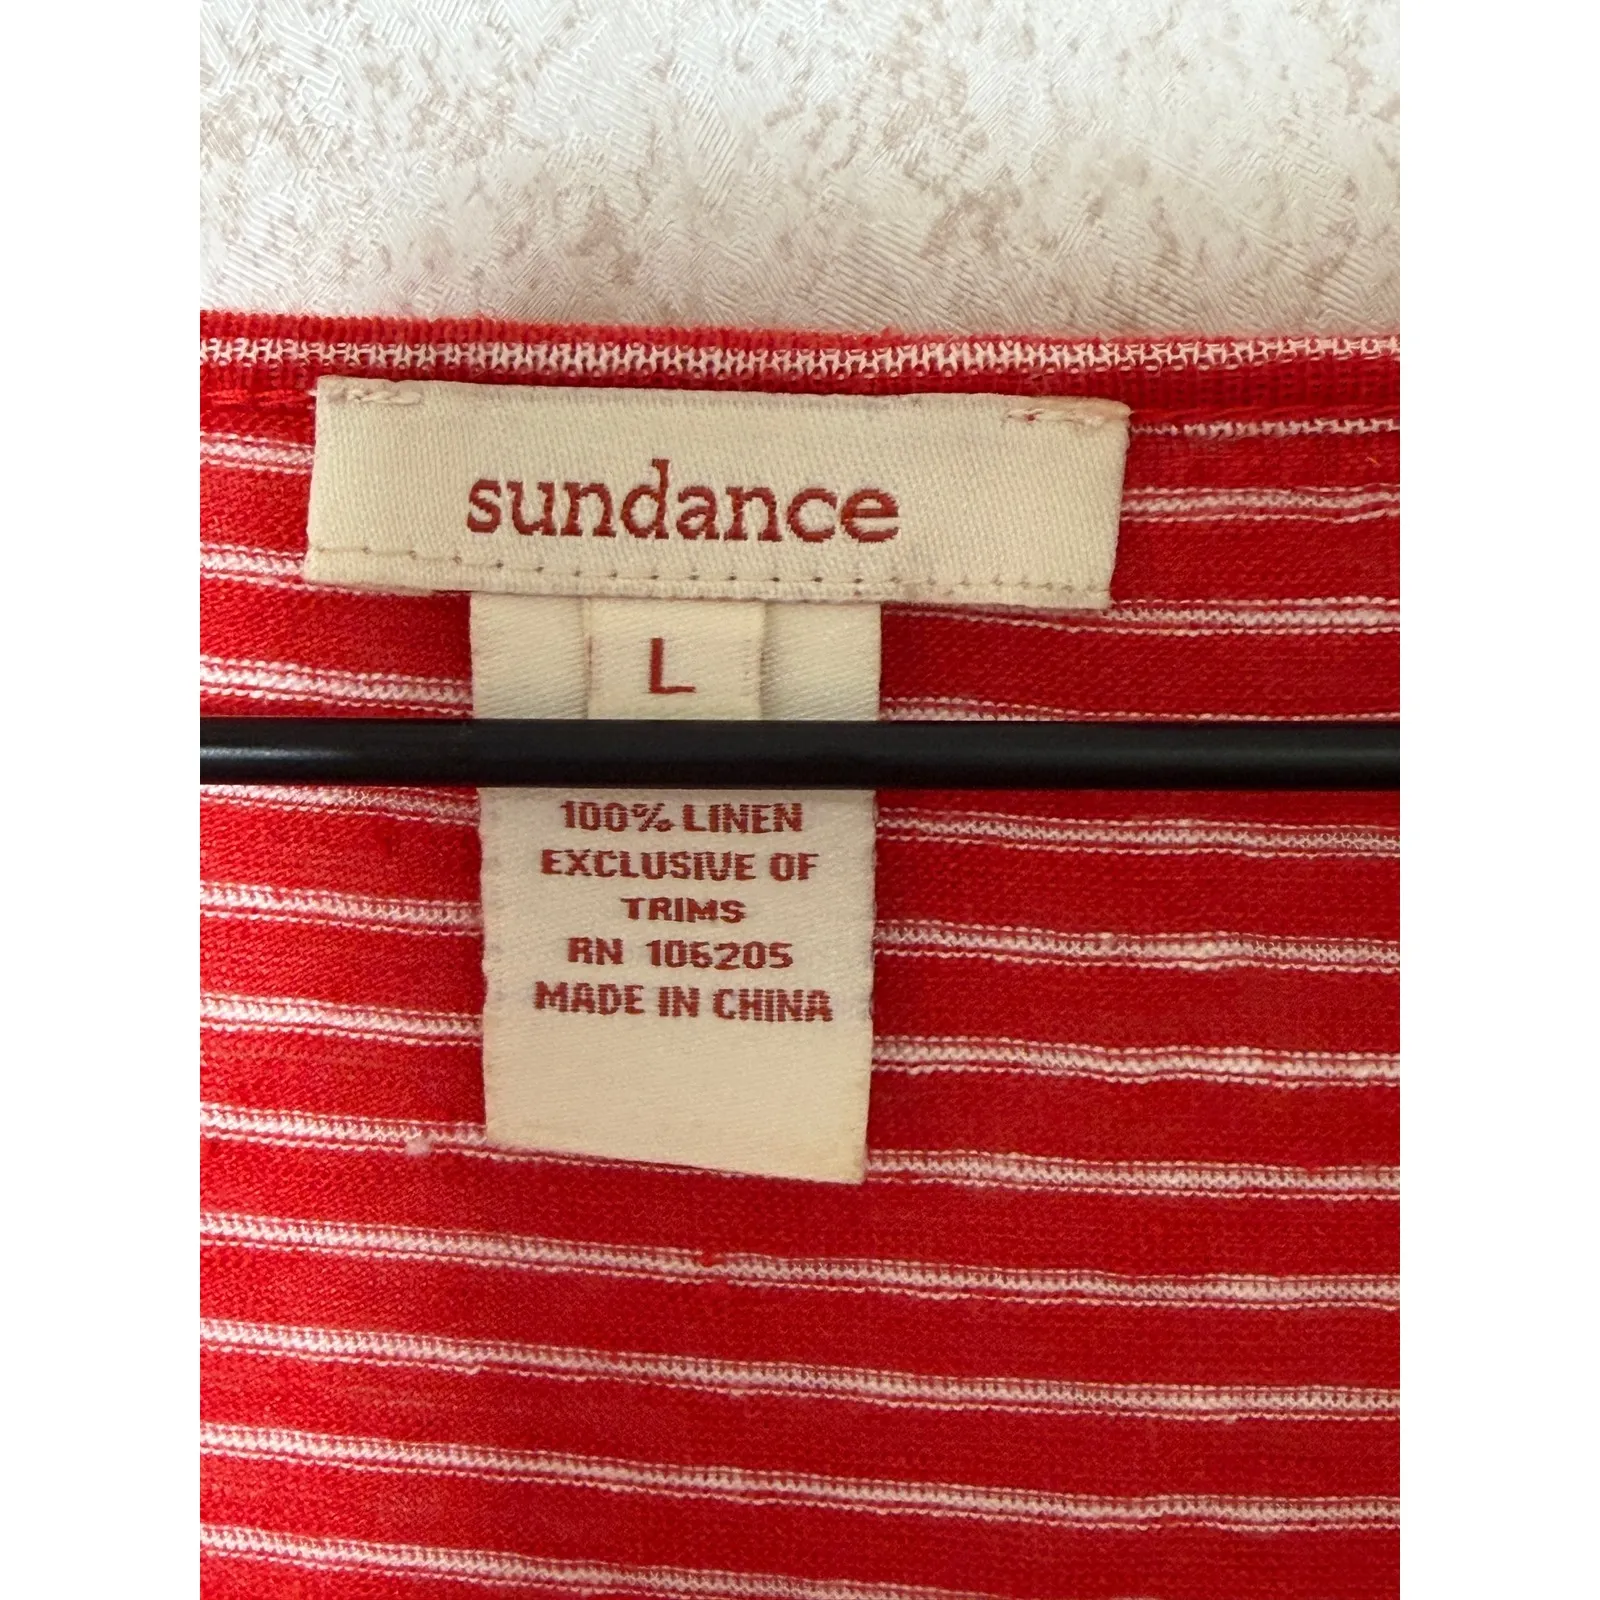 sundance
L
100% LINEN
EXCLUSIVE OF
TRIMS
RN 106205
MADE IN CHINA